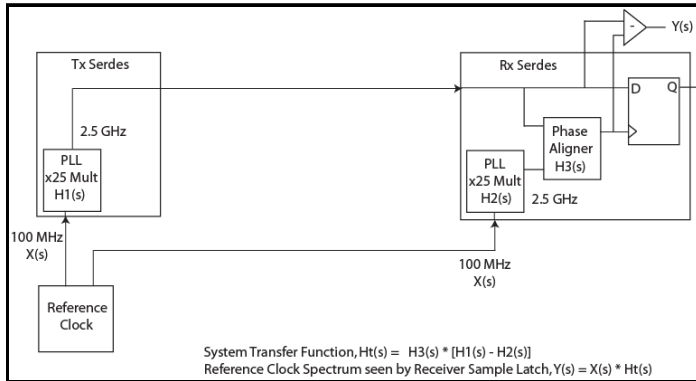 Y(s)
-
Tx Serdes
Rx Serdes
D
Q
2.5 GHz
Phase
Aligner
H3(s)
PLL
x25 Mult
H1(s)
PLL
x25 Mult
H2(s)
2.5 GHz
100 MHz
X(s)
100 MHz
X(s)
Reference
Clock
System Transfer Function, Ht(s) = H3(s) * [H1(s) - H2(s)]
Reference Clock Spectrum seen by Receiver Sample Latch, Y(s) = X(s) * Ht(s)